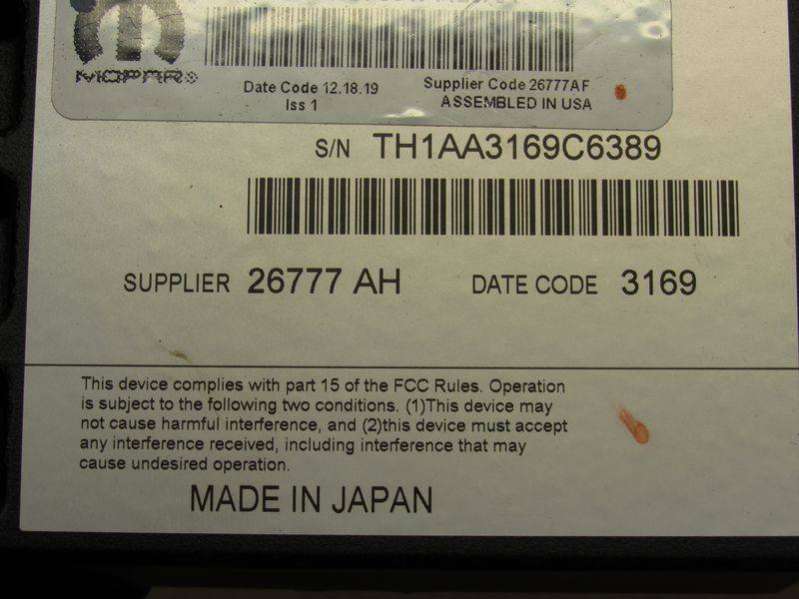 MOPAR®
Date Code 12.18.19
Supplier Code 26777AF
Iss 1
ASSEMBLED IN USA
S/N TH1AA3169C6389
SUPPLIER 26777 AH DATE CODE 3169
This device complies with part 15 of the FCC Rules. Operation
is subject to the following two conditions. (1)This device may
not cause harmful interference, and (2)this device must accept
any interference received, including interference that may
cause undesired operation.
MADE IN JAPAN